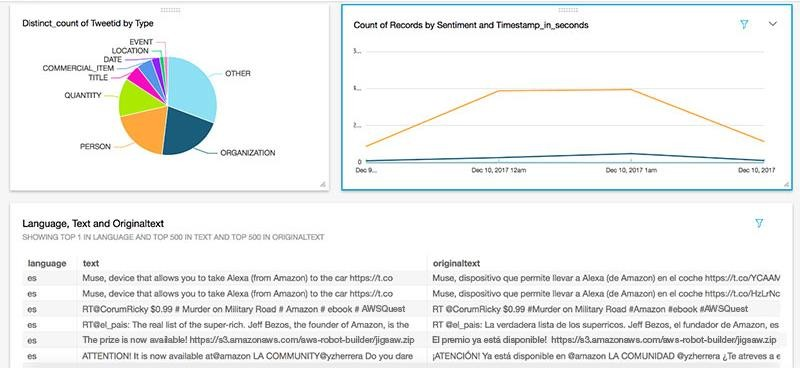 Distinct_count of Tweetid by Type
EVENT
LOCATION
DATE
COMMERCIAL_ITEM
TITLE
QUANTITY
PERSON
OTHER
ORGANIZATION
Count of Records by Sentiment and Timestamp_in_seconds
6...
4...
2...
0
Dec 9... Dec 10, 2017 12am Dec 10, 2017 1am Dec 10, 2017
Language, Text and Originaltext
SHOWING TOP 1 IN LANGUAGE AND TOP 500 IN TEXT AND TOP 500 IN ORIGINALTEXT
language text originaltext
es Muse, device that allows you to take Alexa (from Amazon) to the car https://t.co Muse, dispositivo que permite llevar a Alexa (de Amazon) en el coche https://t.co/YCAAM
es Muse, device that allows you to take Alexa (from Amazon) to the car https://t.co Muse, dispositivo que permite llevar a Alexa (de Amazon) en el coche https://t.co/HzLrNc
es RT@CorumRicky $0.99 # Murder on Military Road # Amazon # ebook # AWSQuest RT @CorumRicky $0.99 #Murder on Military Road #Amazon #ebook #AWSQuest
es RT@el_pais: The real list of the super-rich. Jeff Bezos, the founder of Amazon, is the RT @el_pais: La verdadera lista de los superricos. Jeff Bezos, el fundador de Amazon, es
es The prize is now available! https://s3.amazonaws.com/aws-robot-builder/jigsaw.zip El premio ya está disponible! https://s3.amazonaws.com/aws-robot-builder/jigsaw.zip
es ATTENTION! It is now available at@amazon LA COMMUNITY@yzherrera Do you dare ¡ATENCIÓN! Ya está disponible en @amazon LA COMUNIDAD @yzherrera ¿Te atreves a e